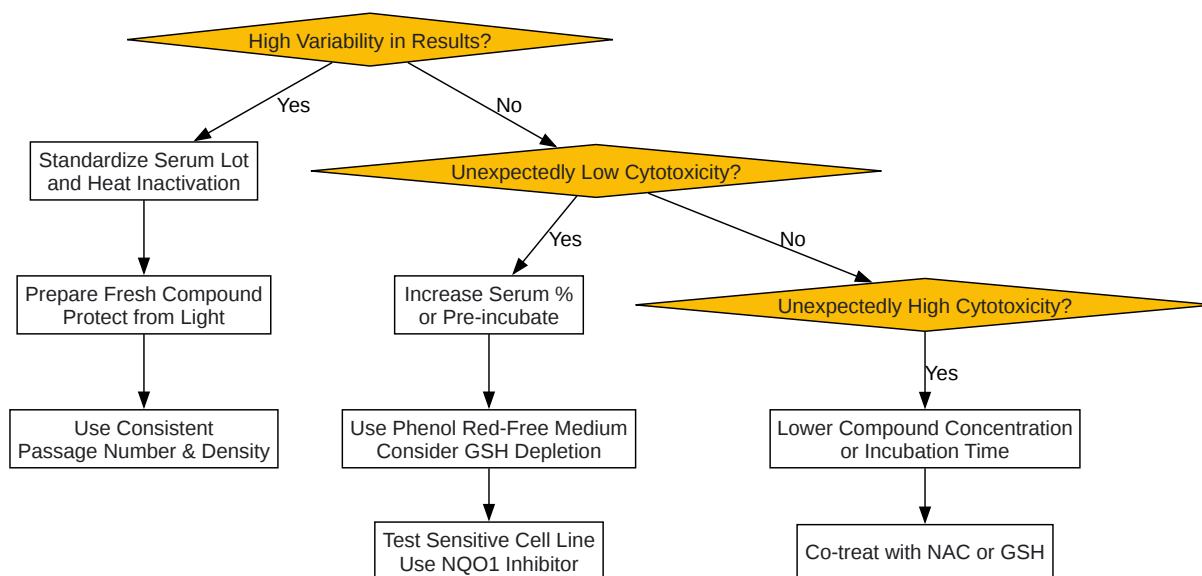 High Variability in Results?
Yes
No
Standardize Serum Lot
and Heat Inactivation
Unexpectedly Low Cytotoxicity?
Yes
No
Prepare Fresh Compound
Protect from Light
Increase Serum %
or Pre-incubate
Unexpectedly High Cytotoxicity?
Yes
Use Consistent
Passage Number & Density
Use Phenol Red-Free Medium
Consider GSH Depletion
Lower Compound Concentration
or Incubation Time
Test Sensitive Cell Line
Use NQO1 Inhibitor
Co-treat with NAC or GSH